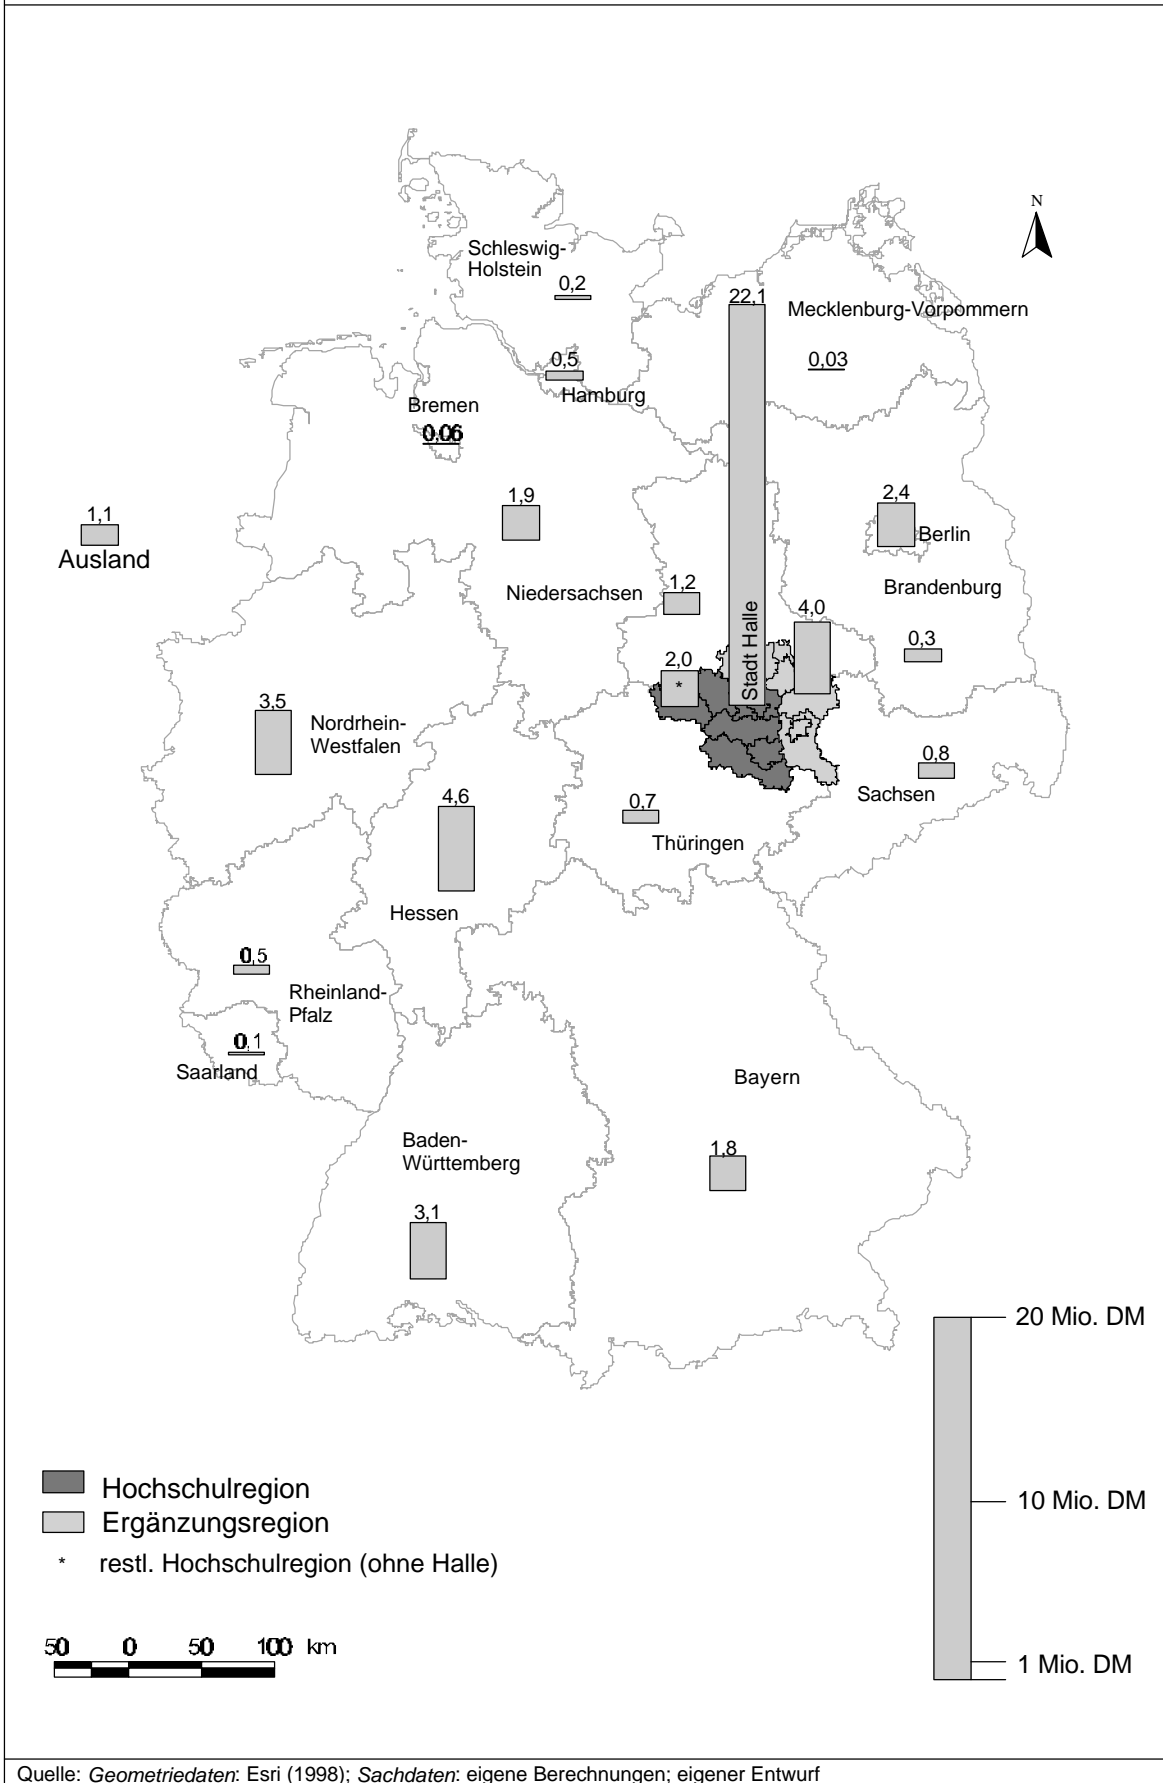 N
Schleswig-
Holstein
0,2
22,1
Mecklenburg-Vorpommern
0,03
0,5
Hamburg
Bremen
0,06
1,9
2,4
Berlin
1,1
Ausland
Niedersachsen
1,2
Brandenburg
4,0
0,3
Stadt Halle
2,0
*
3,5
Nordrhein-
Westfalen
0,8
Sachsen
4,6
0,7
Thüringen
Hessen
0,5
Rheinland-
Pfalz
0,1
Saarland
Bayern
Baden-
Württemberg
1,8
3,1
20 Mio. DM
10 Mio. DM
1 Mio. DM
Hochschulregion
Ergänzungsregion
* restl. Hochschulregion (ohne Halle)
50 0 50 100 km
Quelle: Geometriedaten: Esri (1998); Sachdaten: eigene Berechnungen; eigener Entwurf